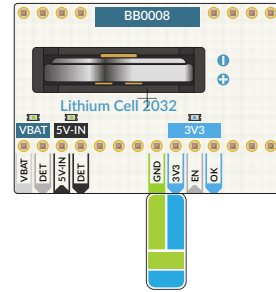 BB0008
Lithium Cell 2032
VBAT 5V-IN 3V3
VBAT DET 5V-IN DET GND 3V3 EN OK